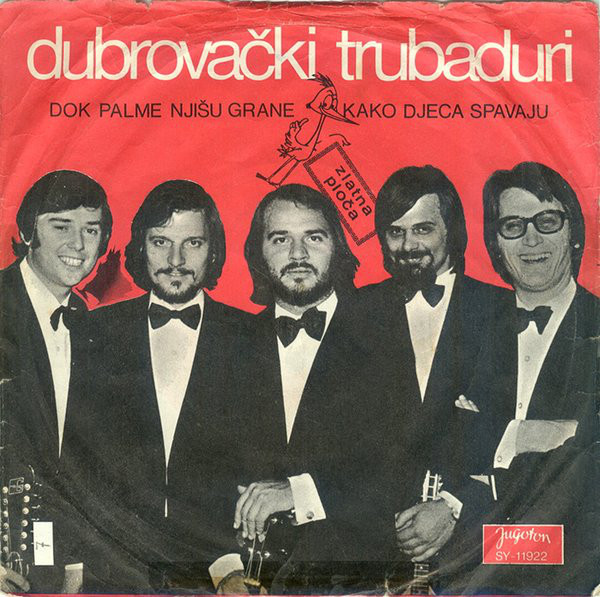 dubrovački trubaduri
DOK PALME NJIŠU GRANE KAKO DJECA SPAVAJU
zlatna
ploča
Jugoton
SY-11922